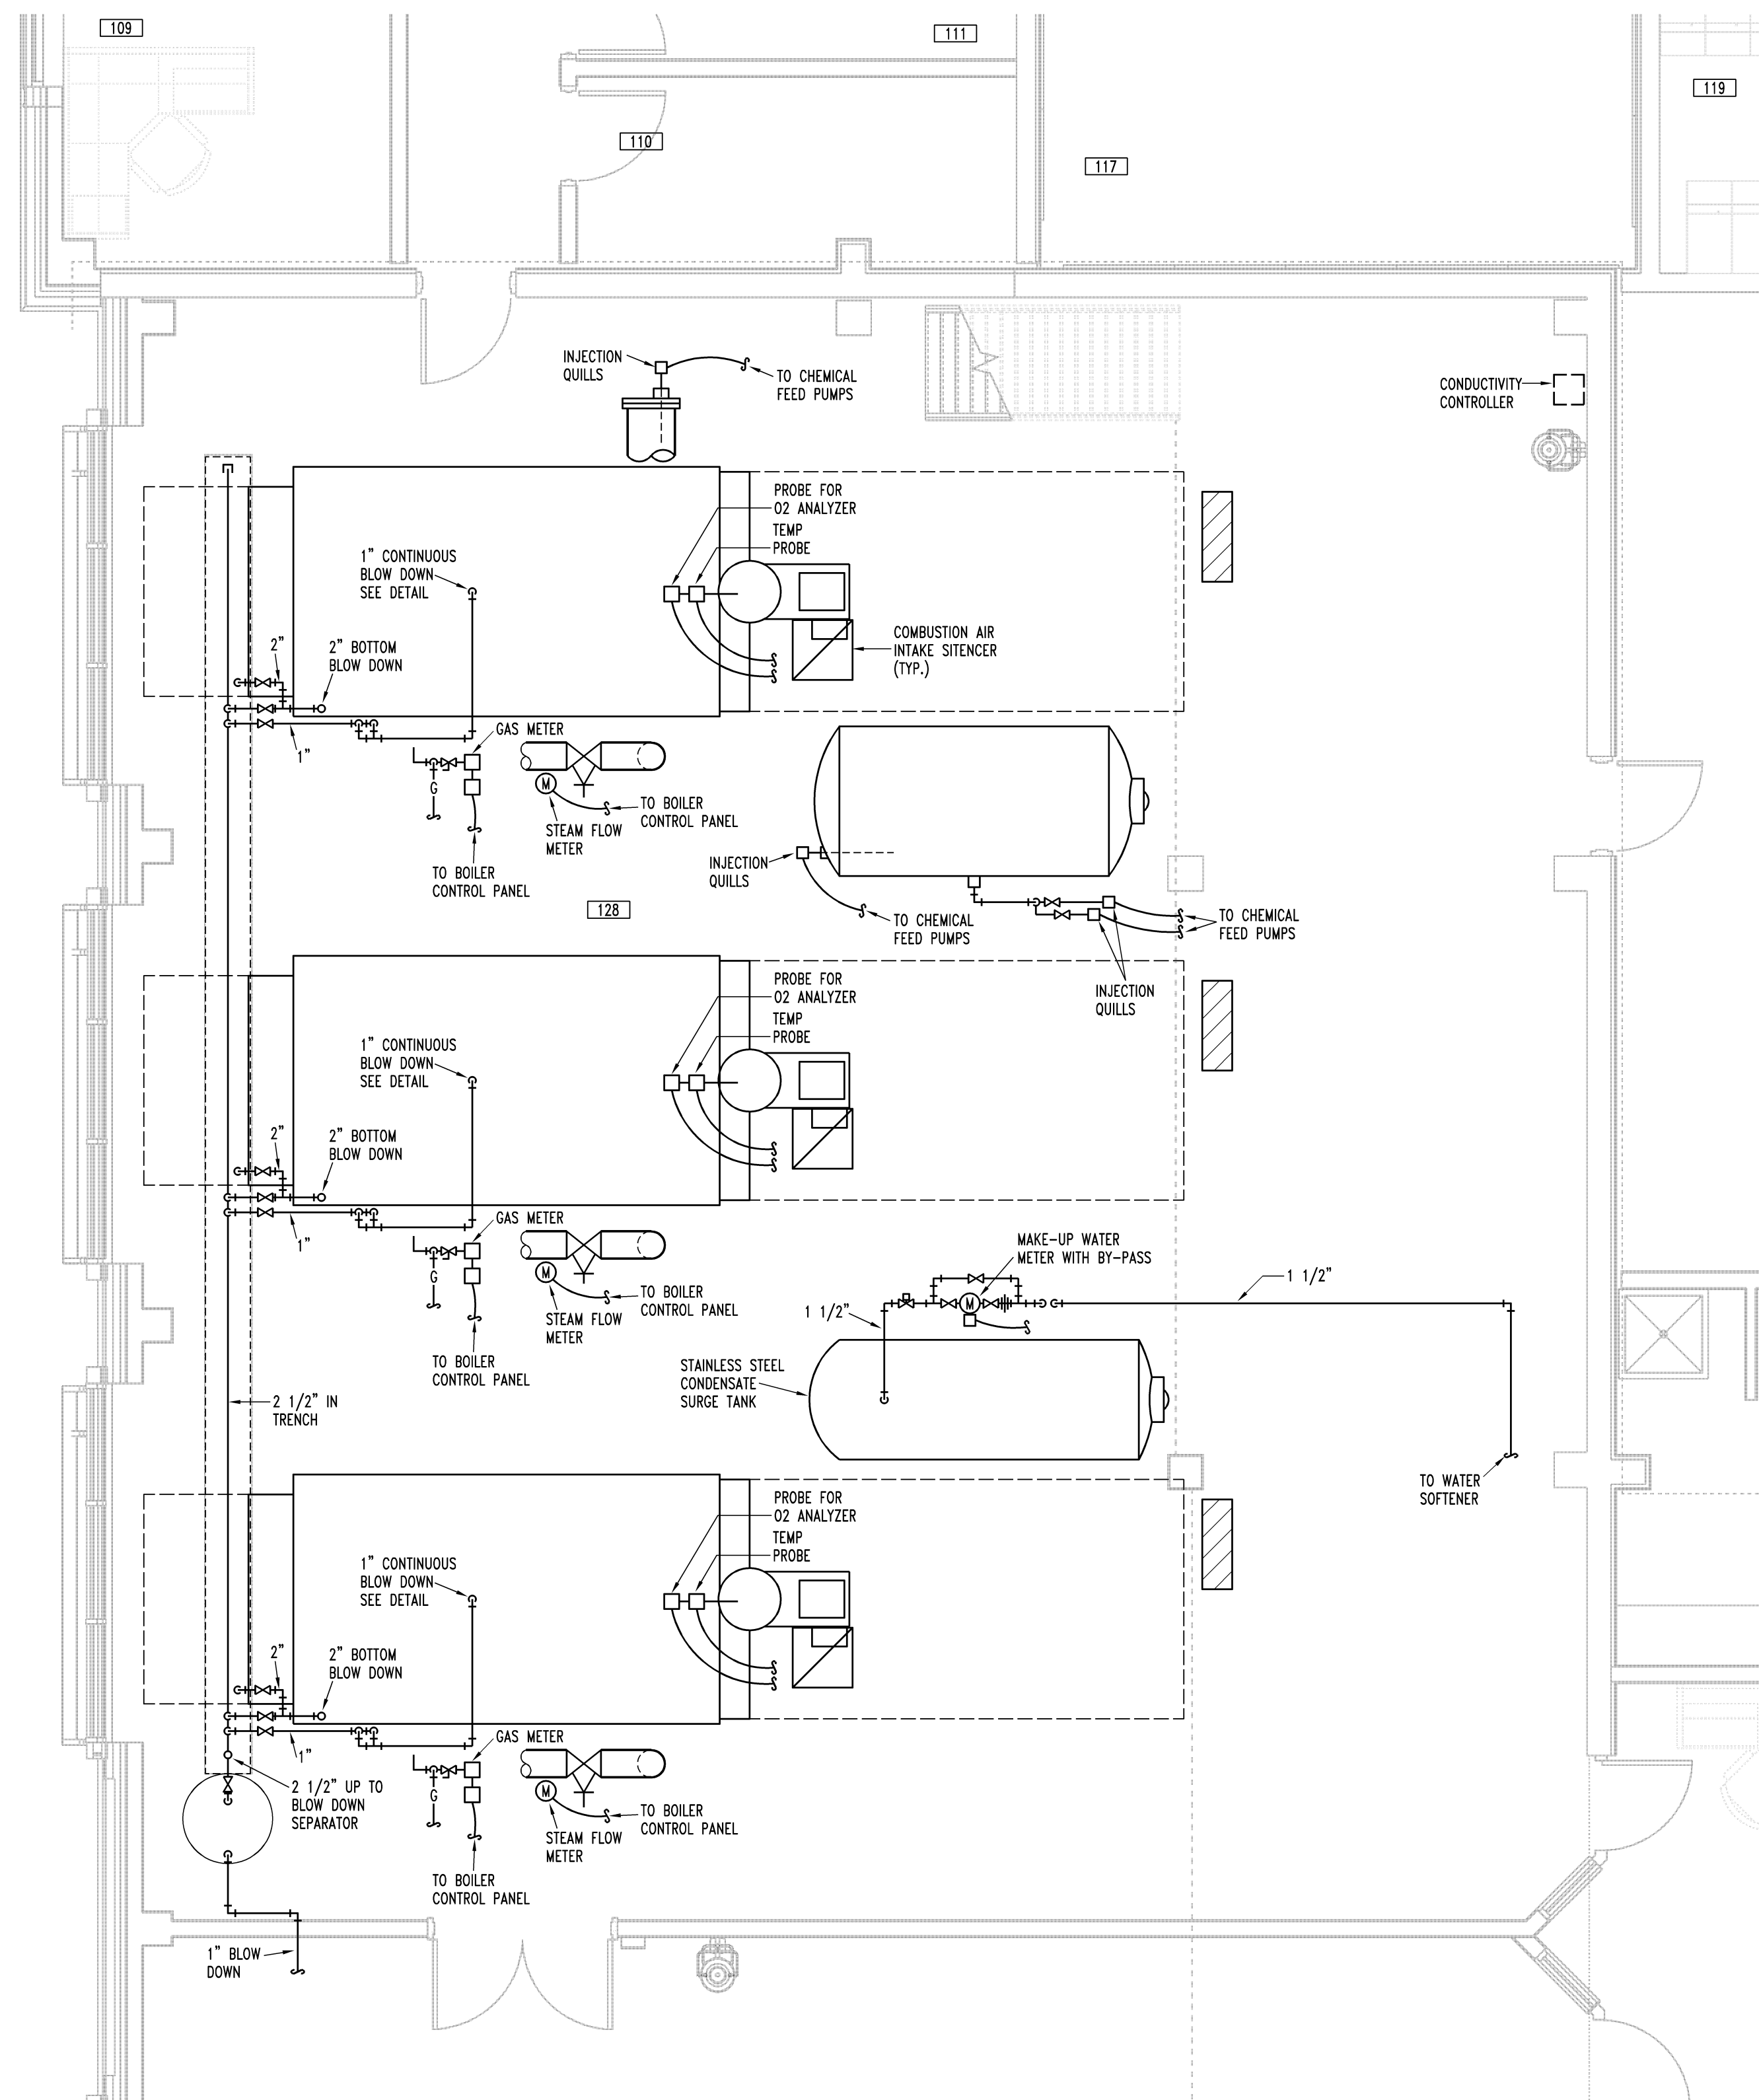 109
111
119
110
117
INJECTION
QUILLS
TO CHEMICAL
FEED PUMPS
CONDUCTIVITY
CONTROLLER
PROBE FOR
O2 ANALYZER
TEMP
PROBE
1" CONTINUOUS
BLOW DOWN
SEE DETAIL
COMBUSTION AIR
INTAKE SITENCER
(TYP.)
2"
2" BOTTOM
BLOW DOWN
1"
GAS METER
G
M
TO BOILER
CONTROL PANEL
STEAM FLOW
METER
TO BOILER
CONTROL PANEL
INJECTION
QUILLS
TO CHEMICAL
FEED PUMPS
TO CHEMICAL
FEED PUMPS
INJECTION
QUILLS
128
PROBE FOR
O2 ANALYZER
TEMP
PROBE
1" CONTINUOUS
BLOW DOWN
SEE DETAIL
2"
2" BOTTOM
BLOW DOWN
1"
GAS METER
G
M
TO BOILER
CONTROL PANEL
STEAM FLOW
METER
TO BOILER
CONTROL PANEL
MAKE-UP WATER
METER WITH BY-PASS
1 1/2"
1 1/2"
M
STAINLESS STEEL
CONDENSATE
SURGE TANK
2 1/2" IN
TRENCH
TO WATER
SOFTENER
PROBE FOR
O2 ANALYZER
TEMP
PROBE
1" CONTINUOUS
BLOW DOWN
SEE DETAIL
2"
2" BOTTOM
BLOW DOWN
1"
GAS METER
G
M
TO BOILER
CONTROL PANEL
STEAM FLOW
METER
TO BOILER
CONTROL PANEL
2 1/2" UP TO
BLOW DOWN
SEPARATOR
1" BLOW
DOWN